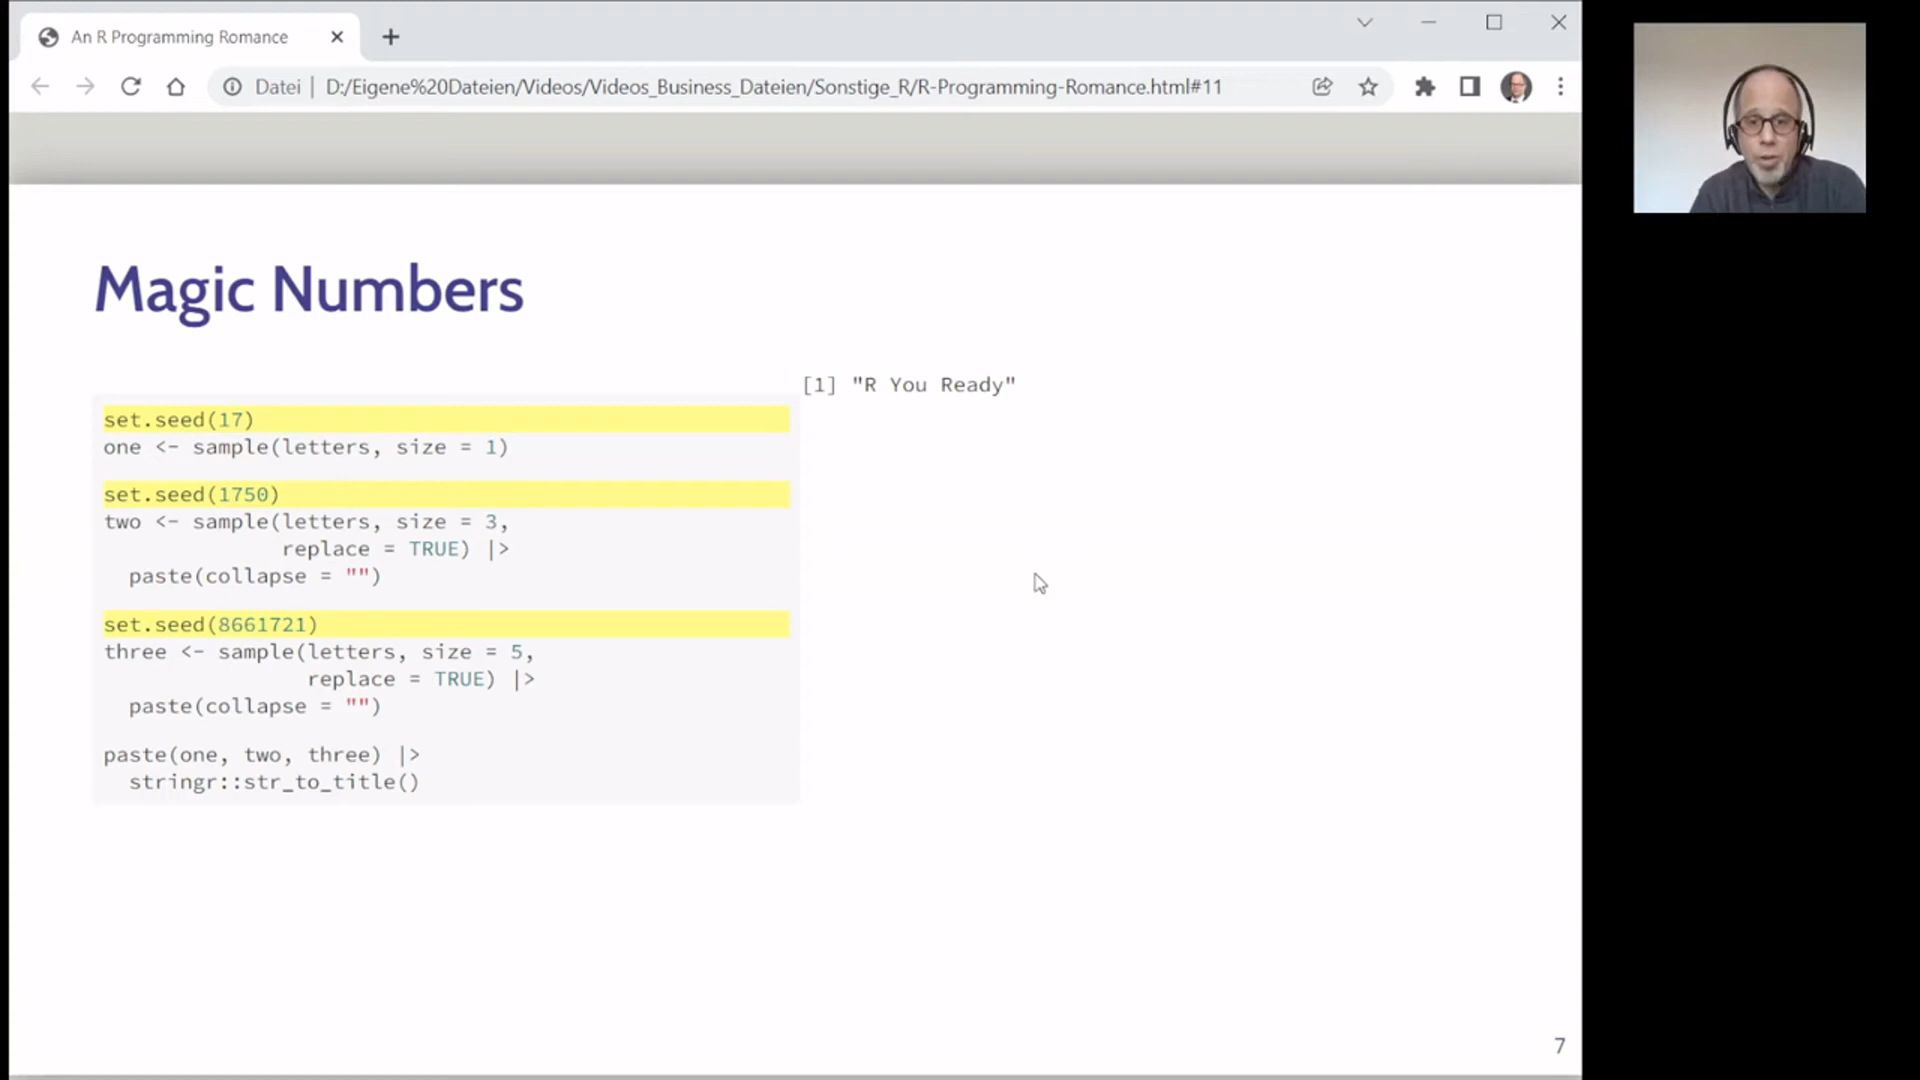 An R Programming Romance
Datei | D:/Eigene%20Dateien/Videos/Videos_Business_Dateien/Sonstige_R/R-Programming-Romance.html#11
Magic Numbers
[1] "R You Ready"
set.seed(17)
one <- sample(letters, size = 1)
set.seed(1750)
two <- sample(letters, size = 3,
replace = TRUE) |>
paste(collapse = "")
set.seed(8661721)
three <- sample(letters, size = 5,
replace = TRUE) |>
paste(collapse = "")
paste(one, two, three) |>
stringr::str_to_title()
7